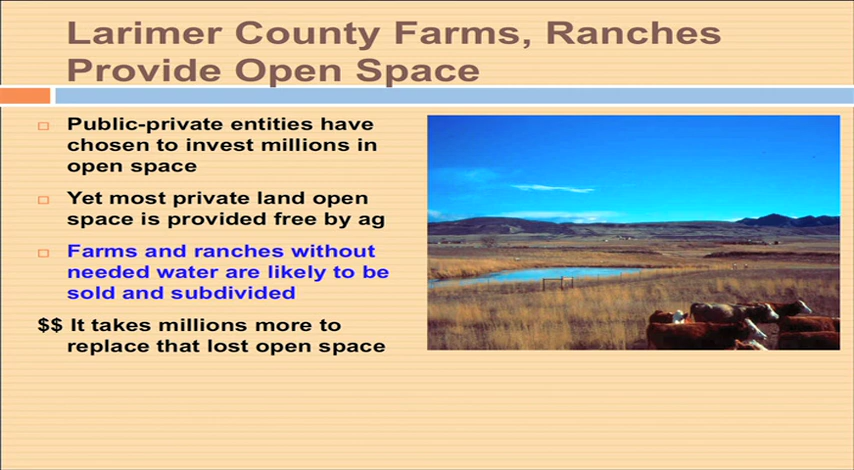 Larimer County Farms, Ranches
Provide Open Space
Public-private entities have
chosen to invest millions in
open space
Yet most private land open
space is provided free by ag
Farms and ranches without
needed water are likely to be
sold and subdivided
$$ It takes millions more to
replace that lost open space